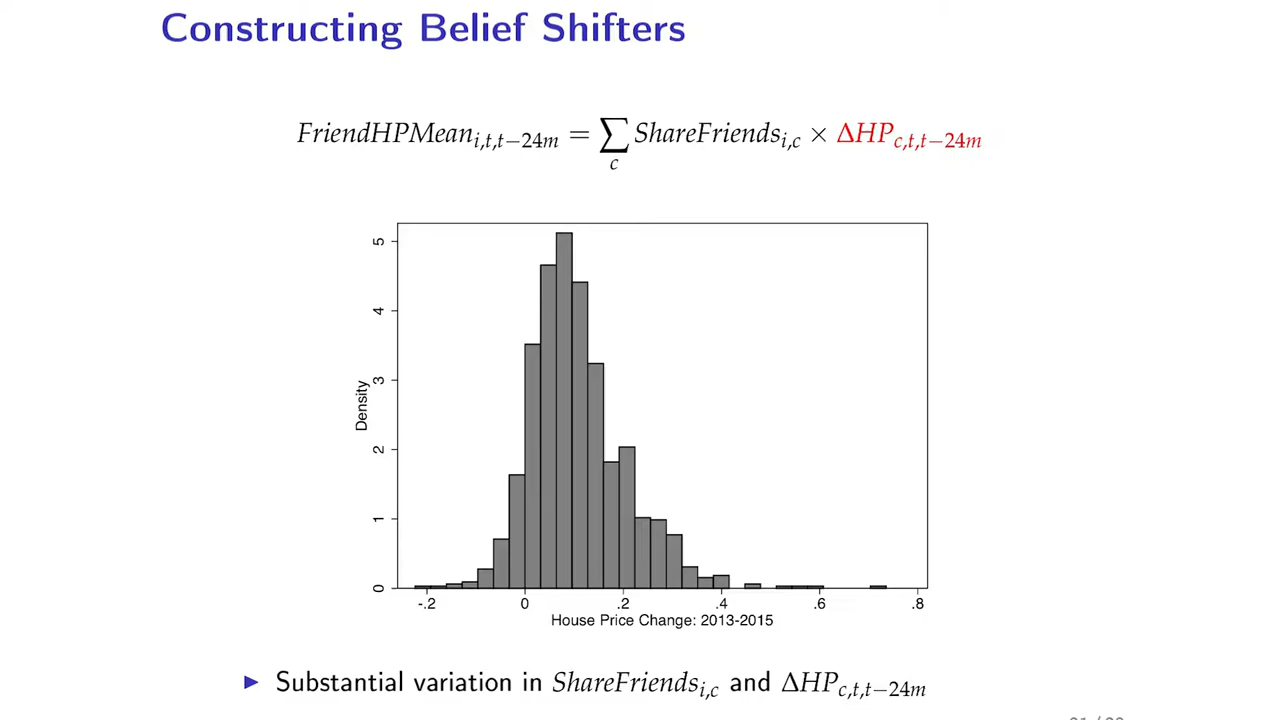 Constructing Belief Shifters
FriendHPMean_{i,t,t−24m} = ∑_c ShareFriends_{i,c} × ΔHP_{c,t,t−24m}
5
4
3
2
1
0
Density
-.2 0 .2 .4 .6 .8
House Price Change: 2013-2015
▶ Substantial variation in ShareFriends_{i,c} and ΔHP_{c,t,t−24m}